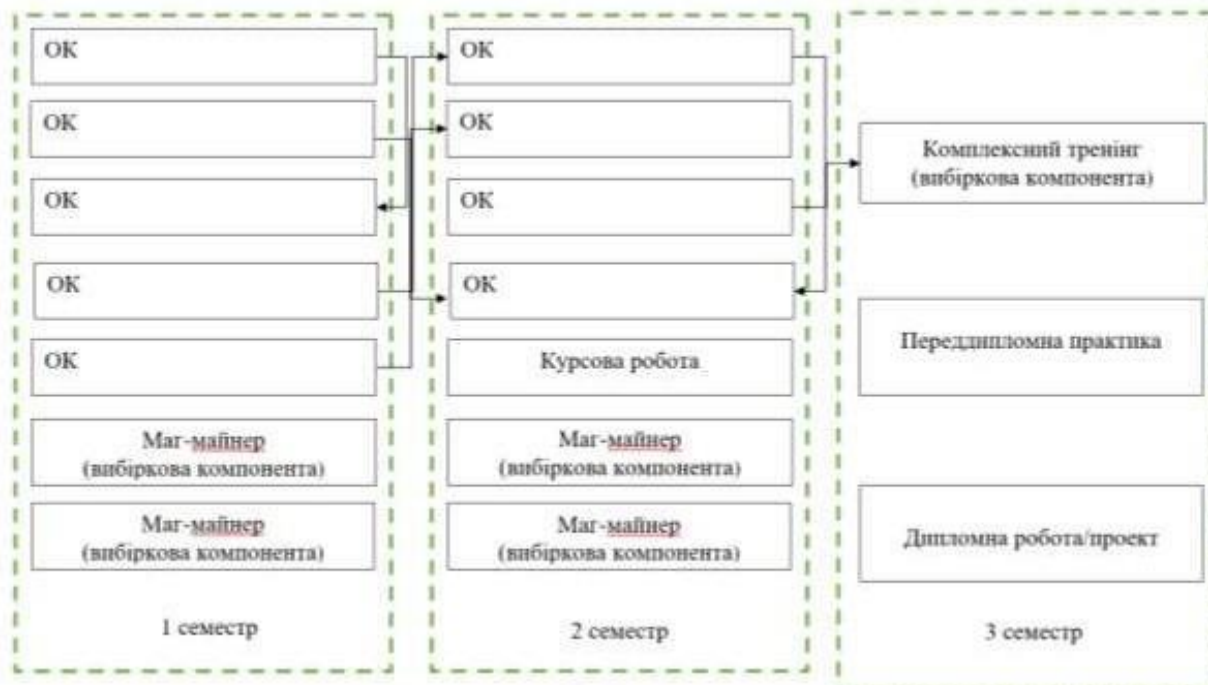 ОК
ОК
ОК
ОК
ОК
Маг-майнер
(вибіркова компонента)
Маг-майнер
(вибіркова компонента)
1 семестр
ОК
ОК
ОК
ОК
Курсова робота
Маг-майнер
(вибіркова компонента)
Маг-майнер
(вибіркова компонента)
2 семестр
Комплексний тренінг
(вибіркова компонента)
Переддипломна практика
Дипломна робота/проект
3 семестр